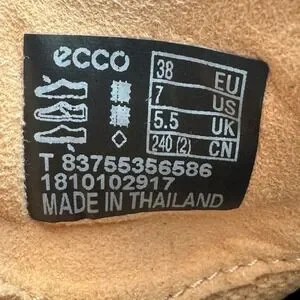 ecco
38 EU
7 US
5.5 UK
240 (2) CN
T 83755356586
1810102917
MADE IN THAILAND